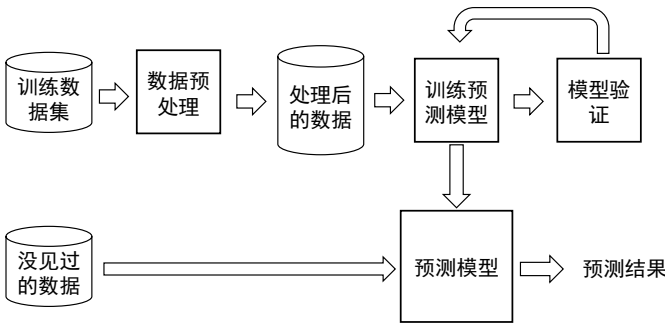 训练数
据集
数据预
处理
处理后
的数据
训练预
测模型
模型验
证
没见过
的数据
预测模型
预测结果